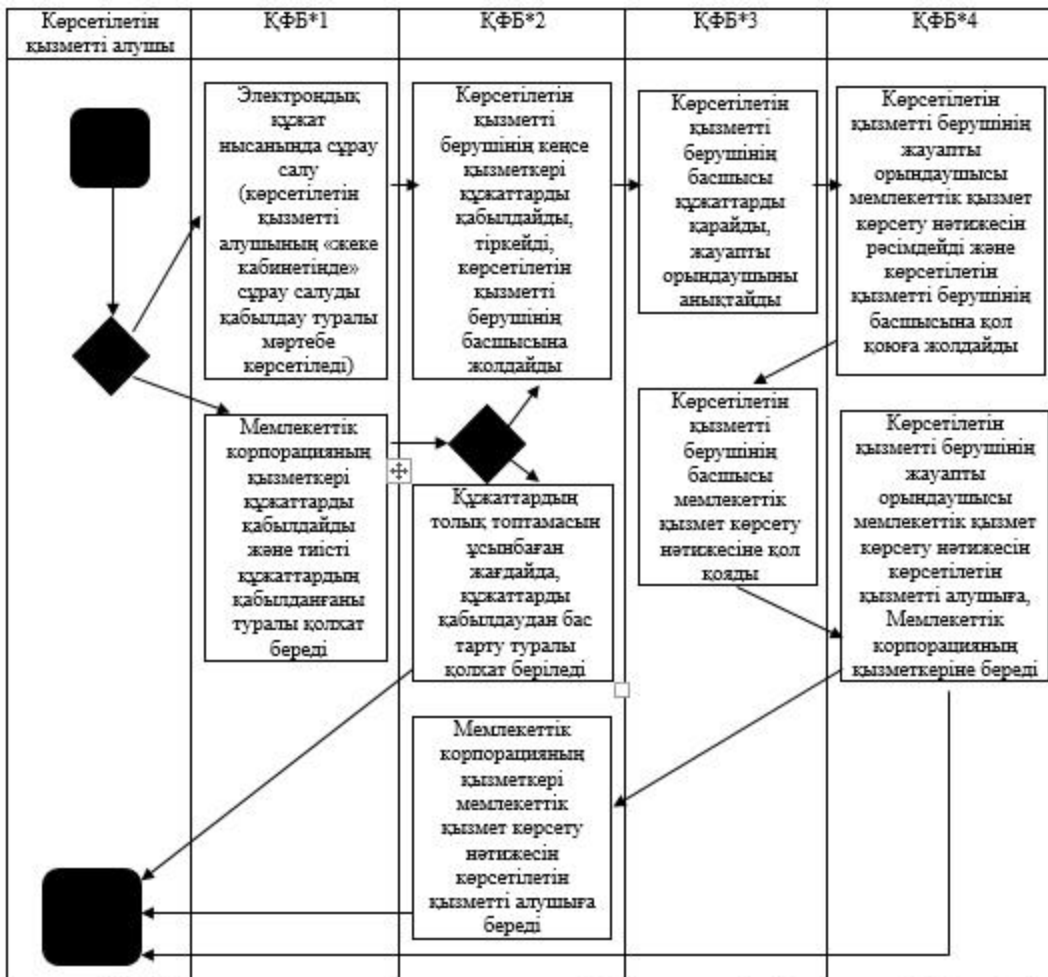 Көрсетілетін
қызметті алушы
ҚФБ*1
ҚФБ*2
ҚФБ*3
ҚФБ*4
Электрондық
құжат
нысанында сұрау
салу
(көрсетілетін
қызметті
алушының «жеке
кабинетінде»
сұрау салуды
қабылдау туралы
мәртебе
көрсетіледі)
Көрсетілетін
қызметті
берушінің кеңсе
қызметкері
құжаттарды
қабылдайды,
тіркейді,
көрсетілетін
қызметті
берушінің
басшысына
жолдайды
Көрсетілетін
қызметті
берушінің
басшысы
құжаттарды
қарайды,
жауапты
орындаушыны
анықтайды
Көрсетілетін
қызметті берушінің
жауапты
орындаушысы
мемлекеттік қызмет
көрсету нәтижесін
рәсімдейді және
көрсетілетін
қызметті берушінің
басшысына қол
қоюға жолдайды
Мемлекеттік
корпорацияның
қызметкері
құжаттарды
қабылдайды
және тиісті
құжаттардың
қабылданғаны
туралы қолхат
береді
Құжаттардың
толық топтамасын
ұсынбаған
жағдайда,
құжаттарды
қабылдаудан бас
тарту туралы
қолхат беріледі
Көрсетілетін
қызметті
берушінің
басшысы
мемлекеттік
қызмет көрсету
нәтижесіне қол
қояды
Көрсетілетін
қызметті берушінің
жауапты
орындаушысы
мемлекеттік қызмет
көрсету нәтижесін
көрсетілетін
қызметті алушыға,
Мемлекеттік
корпорацияның
қызметкеріне береді
Мемлекеттік
корпорацияның
қызметкері
мемлекеттік
қызмет көрсету
нәтижесін
көрсетілетін
қызметті алушыға
береді